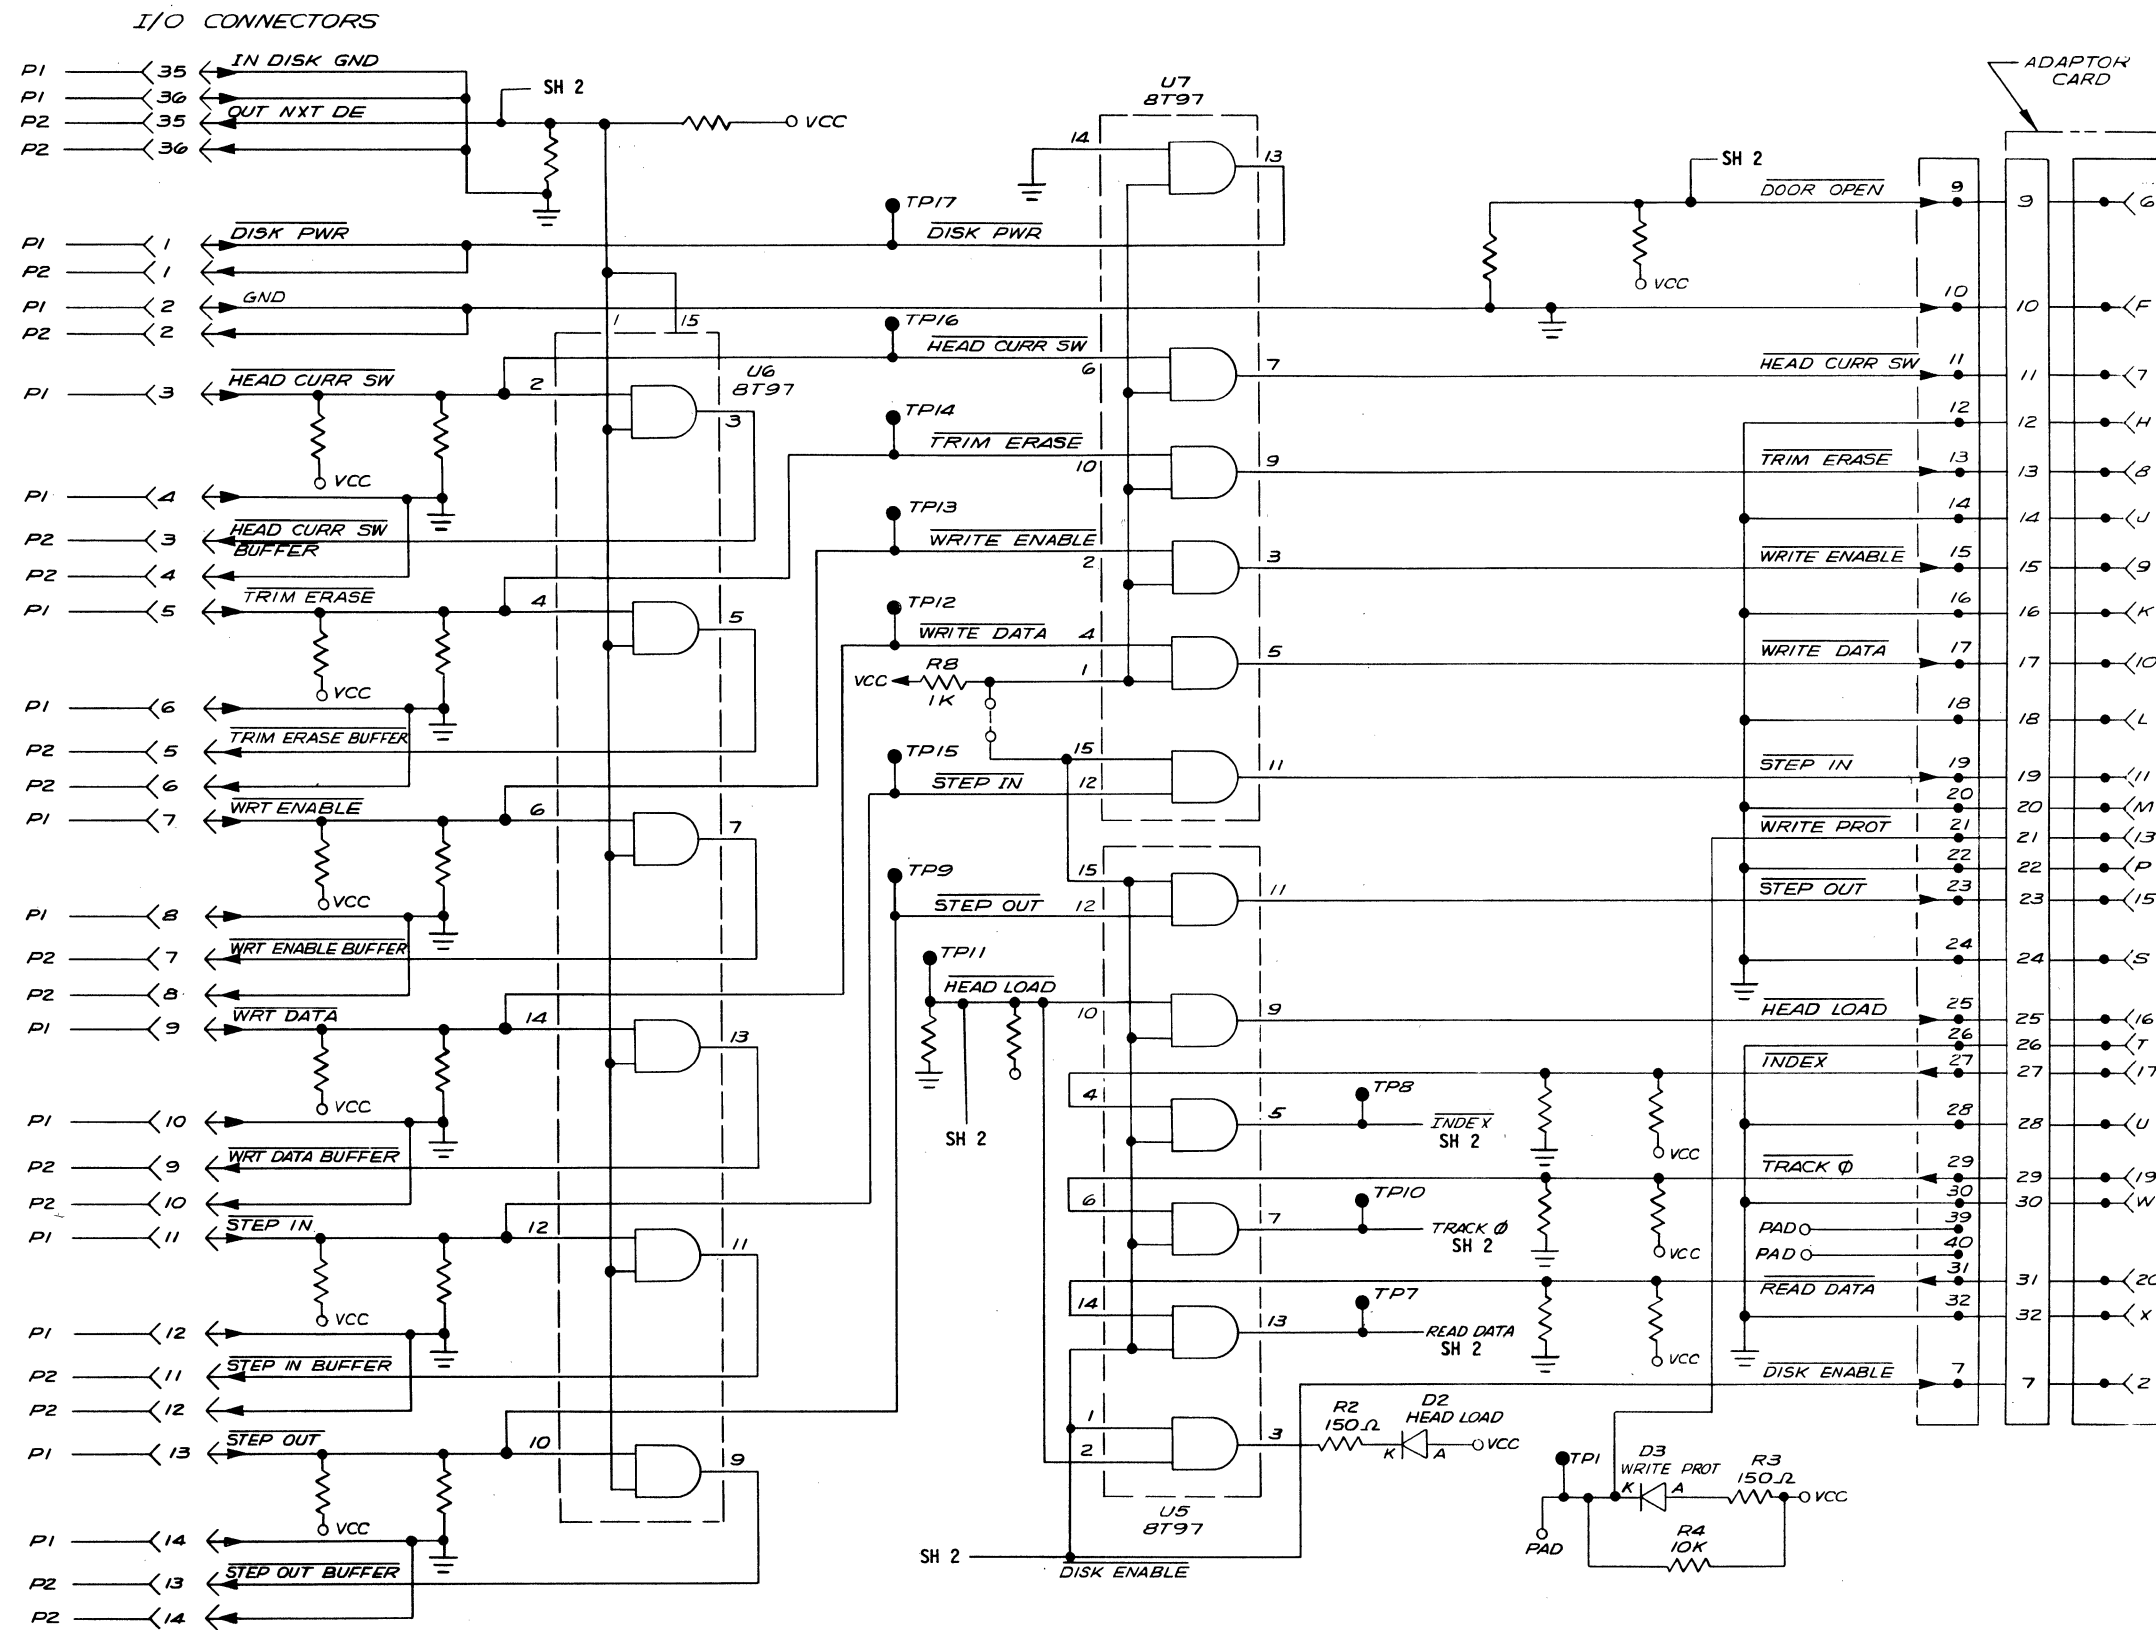 I/O CONNECTORS
P1 35 IN DISK GND
P1 36
P2 35 OUT NXT DE
P2 36
SH 2
VCC
P1 1 DISK PWR
P2 1
P1 2 GND
P2 2
P1 3 HEAD CURR SW
VCC
P1 4
P2 3 HEAD CURR SW
BUFFER
P2 4
P1 5 TRIM ERASE
VCC
P1 6
P2 5 TRIM ERASE BUFFER
P2 6
P1 7 WRT ENABLE
VCC
P1 8
P2 7 WRT ENABLE BUFFER
P2 8
P1 9 WRT DATA
VCC
P1 10
P2 9 WRT DATA BUFFER
P2 10
P1 11 STEP IN
VCC
P1 12
P2 11 STEP IN BUFFER
P2 12
P1 13 STEP OUT
VCC
P1 14
P2 13 STEP OUT BUFFER
P2 14
1 15
U6
8T97
2 3
4 5
6 7
14 13
12 11
10 9
U7
8T97
14 13
TP17
DISK PWR
TP16
HEAD CURR SW
6 7
TP14
TRIM ERASE
10 9
TP13
WRITE ENABLE
2 3
TP12
WRITE DATA 4 5
R8
VCC 1
1K
TP15 15
STEP IN 12 11
TP9 15
STEP OUT 12 11
TP11
HEAD LOAD
10 9
SH 2
4 5
TP8
INDEX
SH 2
VCC
6 7
TP10
TRACK Ø
SH 2
VCC
14 13
TP7
READ DATA
SH 2
VCC
1
2 3
R2
150Ω
D2
HEAD LOAD
K A VCC
U5
8T97
SH 2
DISK ENABLE
TP1
D3
WRITE PROT
K A
R3
150Ω
VCC
R4
10K
PAD
ADAPTOR
CARD
SH 2
DOOR OPEN 9 9 6
VCC
10 10 F
HEAD CURR SW 11 11 7
12 12 H
TRIM ERASE 13 13 8
14 14 J
WRITE ENABLE 15 15 9
16 16 K
WRITE DATA 17 17 10
18 18 L
STEP IN 19 19 11
20 20 M
WRITE PROT 21 21 13
22 22 P
STEP OUT 23 23 15
24 24 S
HEAD LOAD 25 25 16
26 26 T
INDEX 27 27 17
28 28 U
TRACK Ø 29 29 19
30 30 W
PAD 39
PAD 40
31 31 20
READ DATA
32 32 X
DISK ENABLE 7 7 2